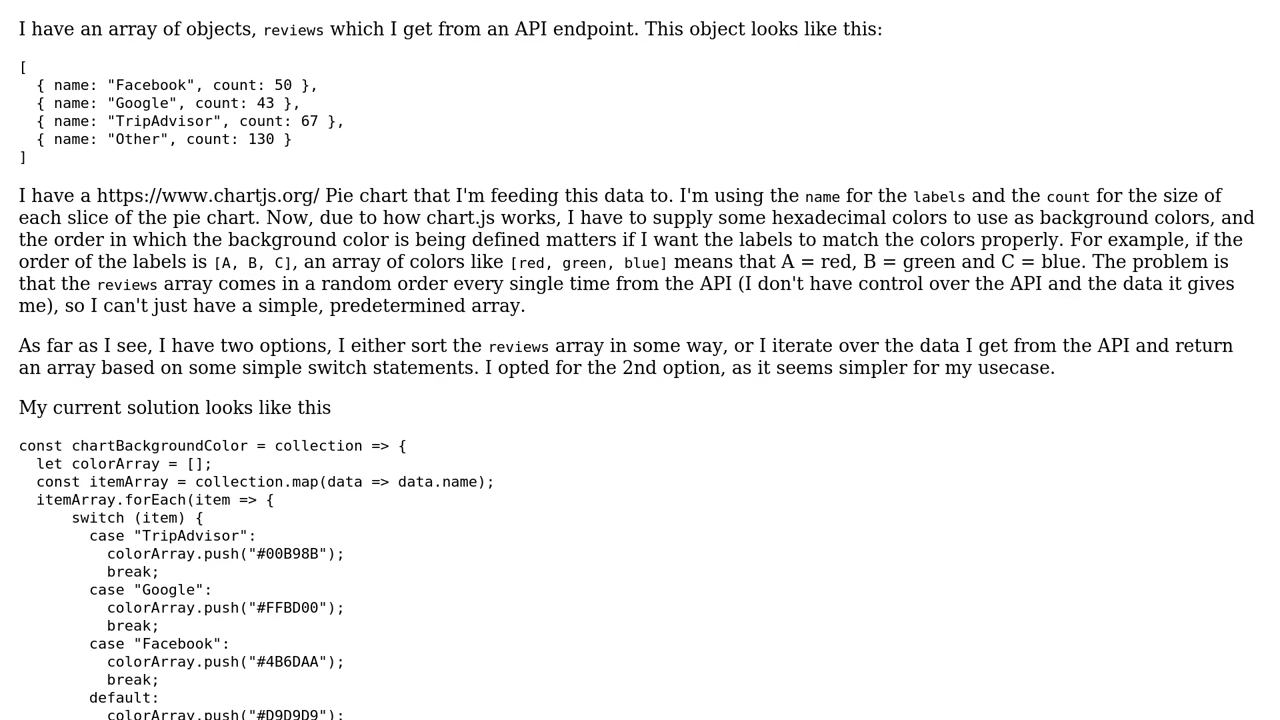 I have an array of objects, reviews which I get from an API endpoint. This object looks like this:
[
  { name: "Facebook", count: 50 },
  { name: "Google", count: 43 },
  { name: "TripAdvisor", count: 67 },
  { name: "Other", count: 130 }
]
I have a https://www.chartjs.org/ Pie chart that I'm feeding this data to. I'm using the name for the labels and the count for the size of
each slice of the pie chart. Now, due to how chart.js works, I have to supply some hexadecimal colors to use as background colors, and
the order in which the background color is being defined matters if I want the labels to match the colors properly. For example, if the
order of the labels is [A, B, C], an array of colors like [red, green, blue] means that A = red, B = green and C = blue. The problem is
that the reviews array comes in a random order every single time from the API (I don't have control over the API and the data it gives
me), so I can't just have a simple, predetermined array.
As far as I see, I have two options, I either sort the reviews array in some way, or I iterate over the data I get from the API and return
an array based on some simple switch statements. I opted for the 2nd option, as it seems simpler for my usecase.
My current solution looks like this
const chartBackgroundColor = collection => {
  let colorArray = [];
  const itemArray = collection.map(data => data.name);
  itemArray.forEach(item => {
      switch (item) {
        case "TripAdvisor":
          colorArray.push("#00B98B");
          break;
        case "Google":
          colorArray.push("#FFBD00");
          break;
        case "Facebook":
          colorArray.push("#4B6DAA");
          break;
        default:
          colorArray.push("#D9D9D9");